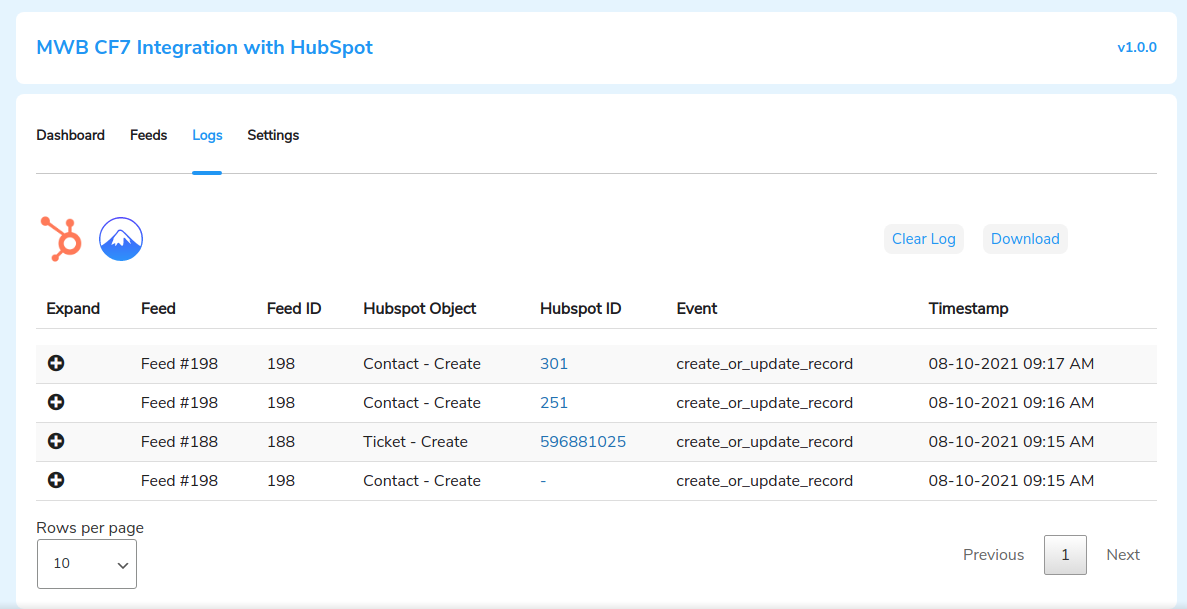 MWB CF7 Integration with HubSpot v1.0.0
Dashboard Feeds Logs Settings
Clear Log Download
Expand Feed Feed ID Hubspot Object Hubspot ID Event Timestamp
Feed #198 198 Contact - Create 301 create_or_update_record 08-10-2021 09:17 AM
Feed #198 198 Contact - Create 251 create_or_update_record 08-10-2021 09:16 AM
Feed #188 188 Ticket - Create 596881025 create_or_update_record 08-10-2021 09:15 AM
Feed #198 198 Contact - Create - create_or_update_record 08-10-2021 09:15 AM
Rows per page
10
Previous 1 Next